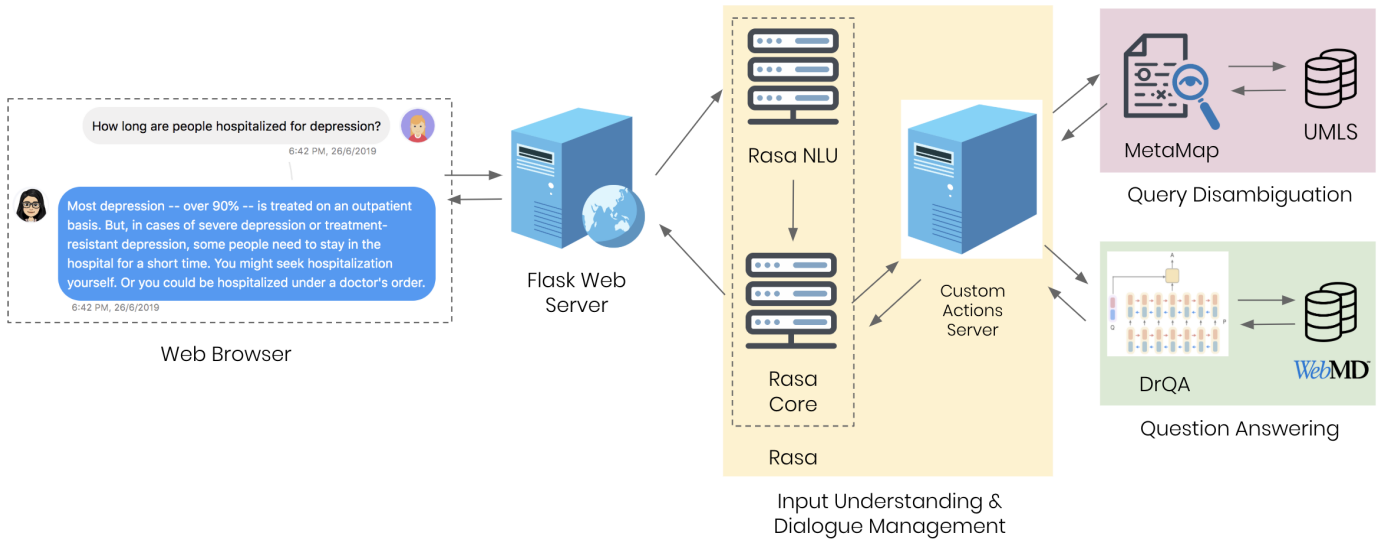 How long are people hospitalized for depression?
6:42 PM, 26/6/2019
Most depression -- over 90% -- is treated on an outpatient
basis. But, in cases of severe depression or treatment-
resistant depression, some people need to stay in the
hospital for a short time. You might seek hospitalization
yourself. Or you could be hospitalized under a doctor's order.
6:42 PM, 26/6/2019
Web Browser
Flask Web
Server
Rasa NLU
Rasa
Core
Rasa
Custom
Actions
Server
Input Understanding &
Dialogue Management
MetaMap
UMLS
Query Disambiguation
A
Q
P
DrQA
WebMD
Question Answering